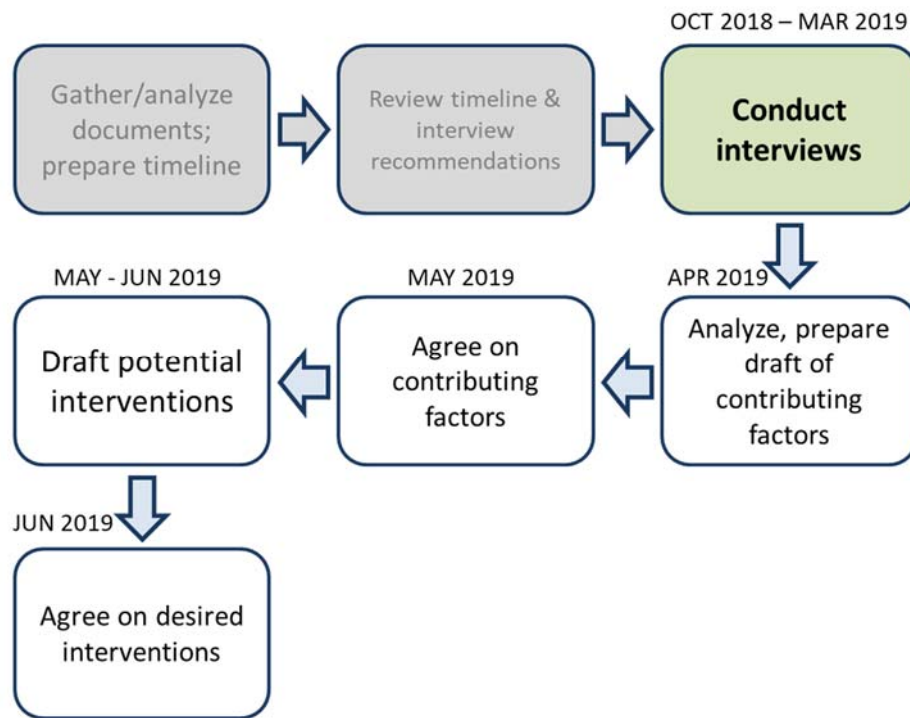 Gather/analyze
documents;
prepare timeline
Review timeline &
interview
recommendations
OCT 2018 – MAR 2019
Conduct
interviews
APR 2019
Analyze, prepare
draft of
contributing
factors
MAY 2019
Agree on
contributing
factors
MAY - JUN 2019
Draft potential
interventions
JUN 2019
Agree on desired
interventions